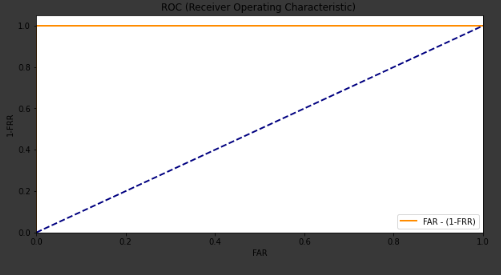 ROC (Receiver Operating Characteristic)
1.0
0.8
0.6
0.4
0.2
0.0
1-FRR
FAR - (1-FRR)
0.0 0.2 0.4 0.6 0.8 1.0
FAR